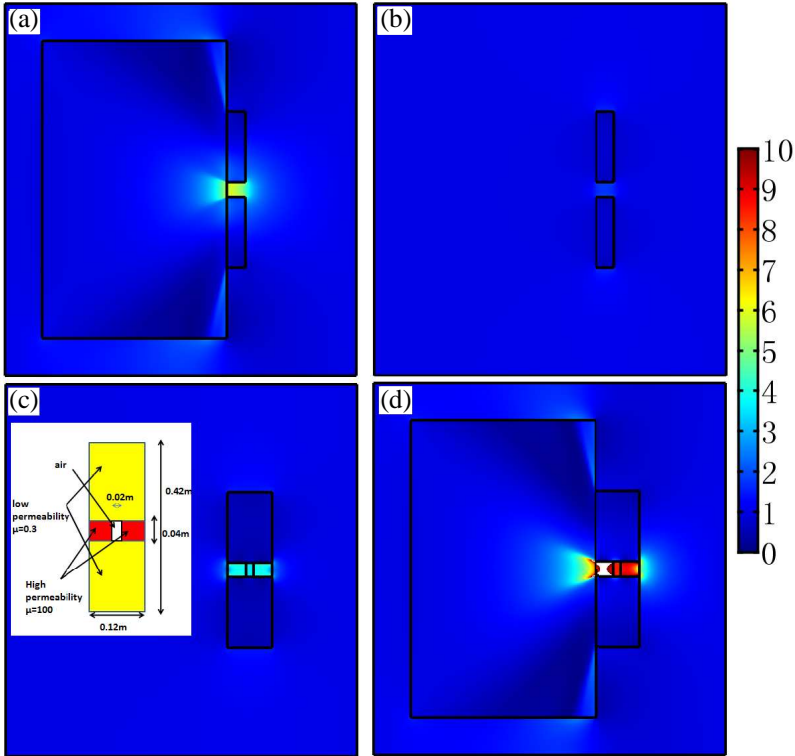 (a)
(b)
10
9
8
7
6
5
4
3
2
1
0
(c)
air
0.02m
0.42m
low
permeability
μ=0.3
0.04m
High
permeability
μ=100
0.12m
(d)